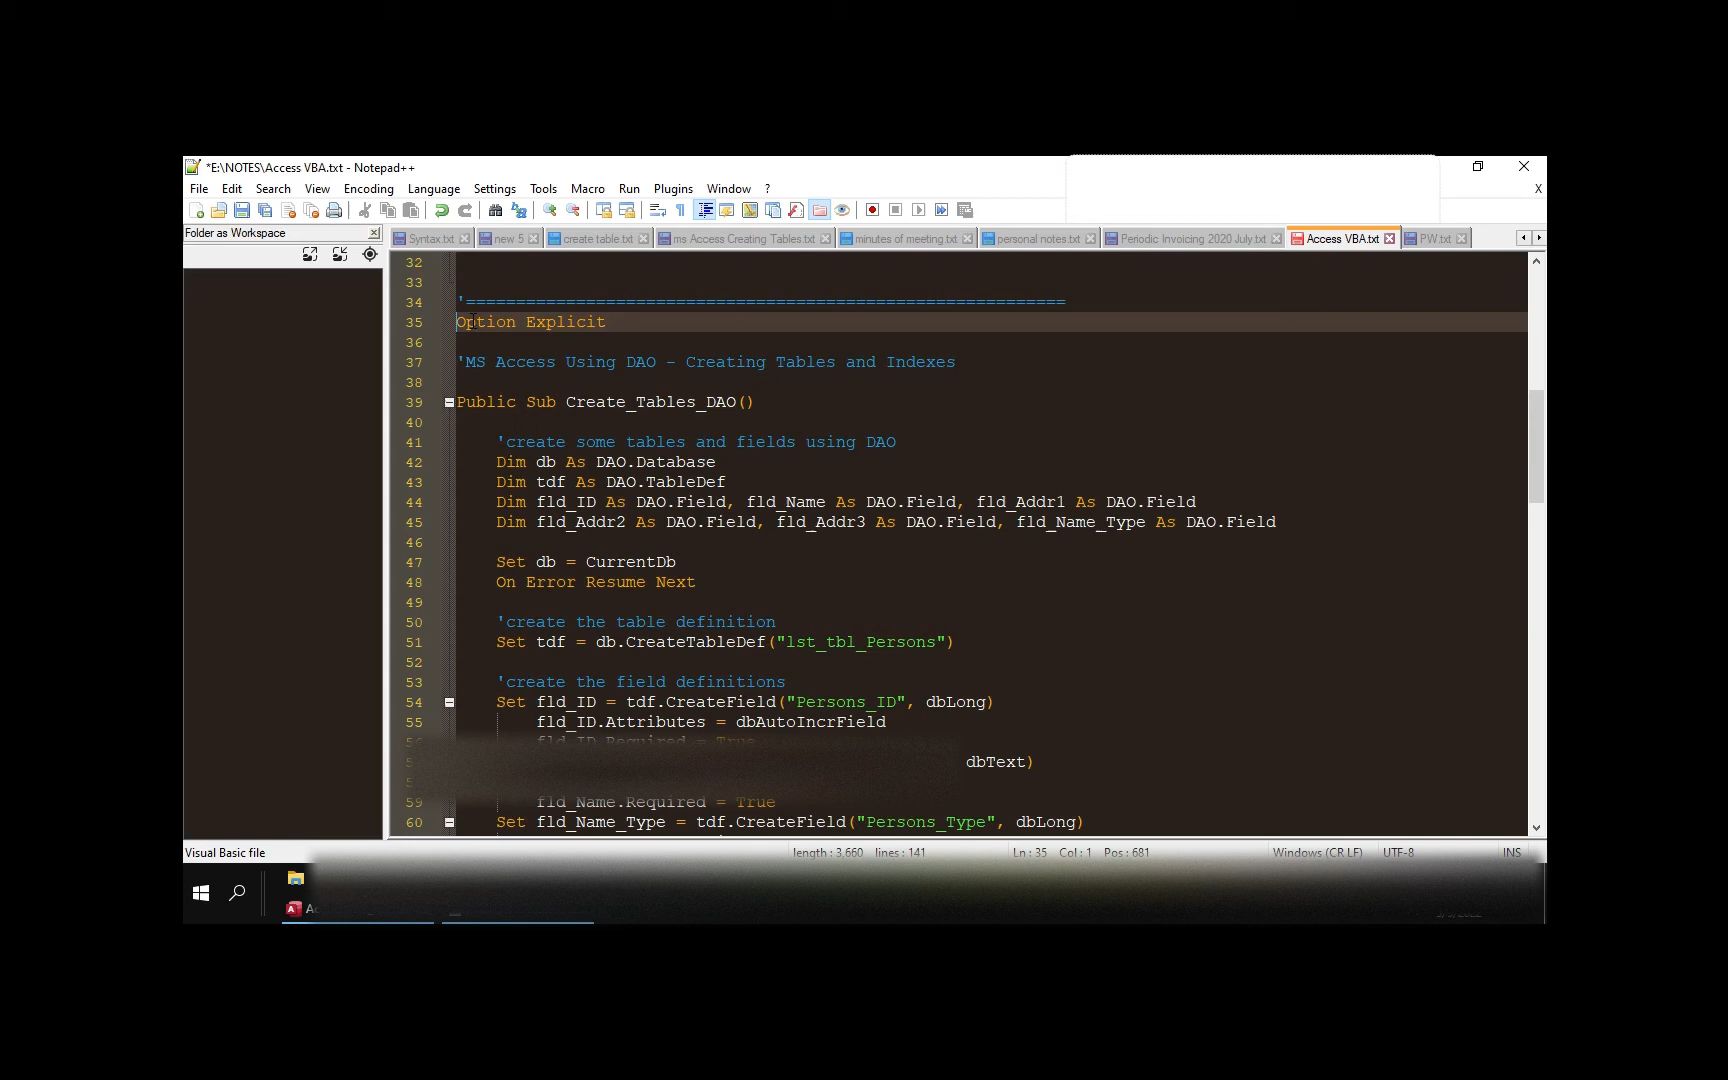 *E:\NOTES\Access VBA.txt - Notepad++
File Edit Search View Encoding Language Settings Tools Macro Run Plugins Window ? X
Folder as Workspace
Syntax.txt new 5 create table.txt ms Access Creating Tables.txt minutes of meeting.txt personal notes.txt Periodic Invoicing 2020 July.txt Access VBA.txt PW.txt
32
33
34 '============================================================
35 Option Explicit
36
37 'MS Access Using DAO - Creating Tables and Indexes
38
39 Public Sub Create_Tables_DAO()
40
41 'create some tables and fields using DAO
42 Dim db As DAO.Database
43 Dim tdf As DAO.TableDef
44 Dim fld_ID As DAO.Field, fld_Name As DAO.Field, fld_Addr1 As DAO.Field
45 Dim fld_Addr2 As DAO.Field, fld_Addr3 As DAO.Field, fld_Name_Type As DAO.Field
46
47 Set db = CurrentDb
48 On Error Resume Next
49
50 'create the table definition
51 Set tdf = db.CreateTableDef("lst_tbl_Persons")
52
53 'create the field definitions
54 Set fld_ID = tdf.CreateField("Persons_ID", dbLong)
55 fld_ID.Attributes = dbAutoIncrField
fld_ID.Required = True
dbText)
59 fld_Name.Required = True
60 Set fld_Name_Type = tdf.CreateField("Persons_Type", dbLong)
Visual Basic file length : 3,660 lines : 141 Ln : 35 Col : 1 Pos : 681 Windows (CR LF) UTF-8 INS